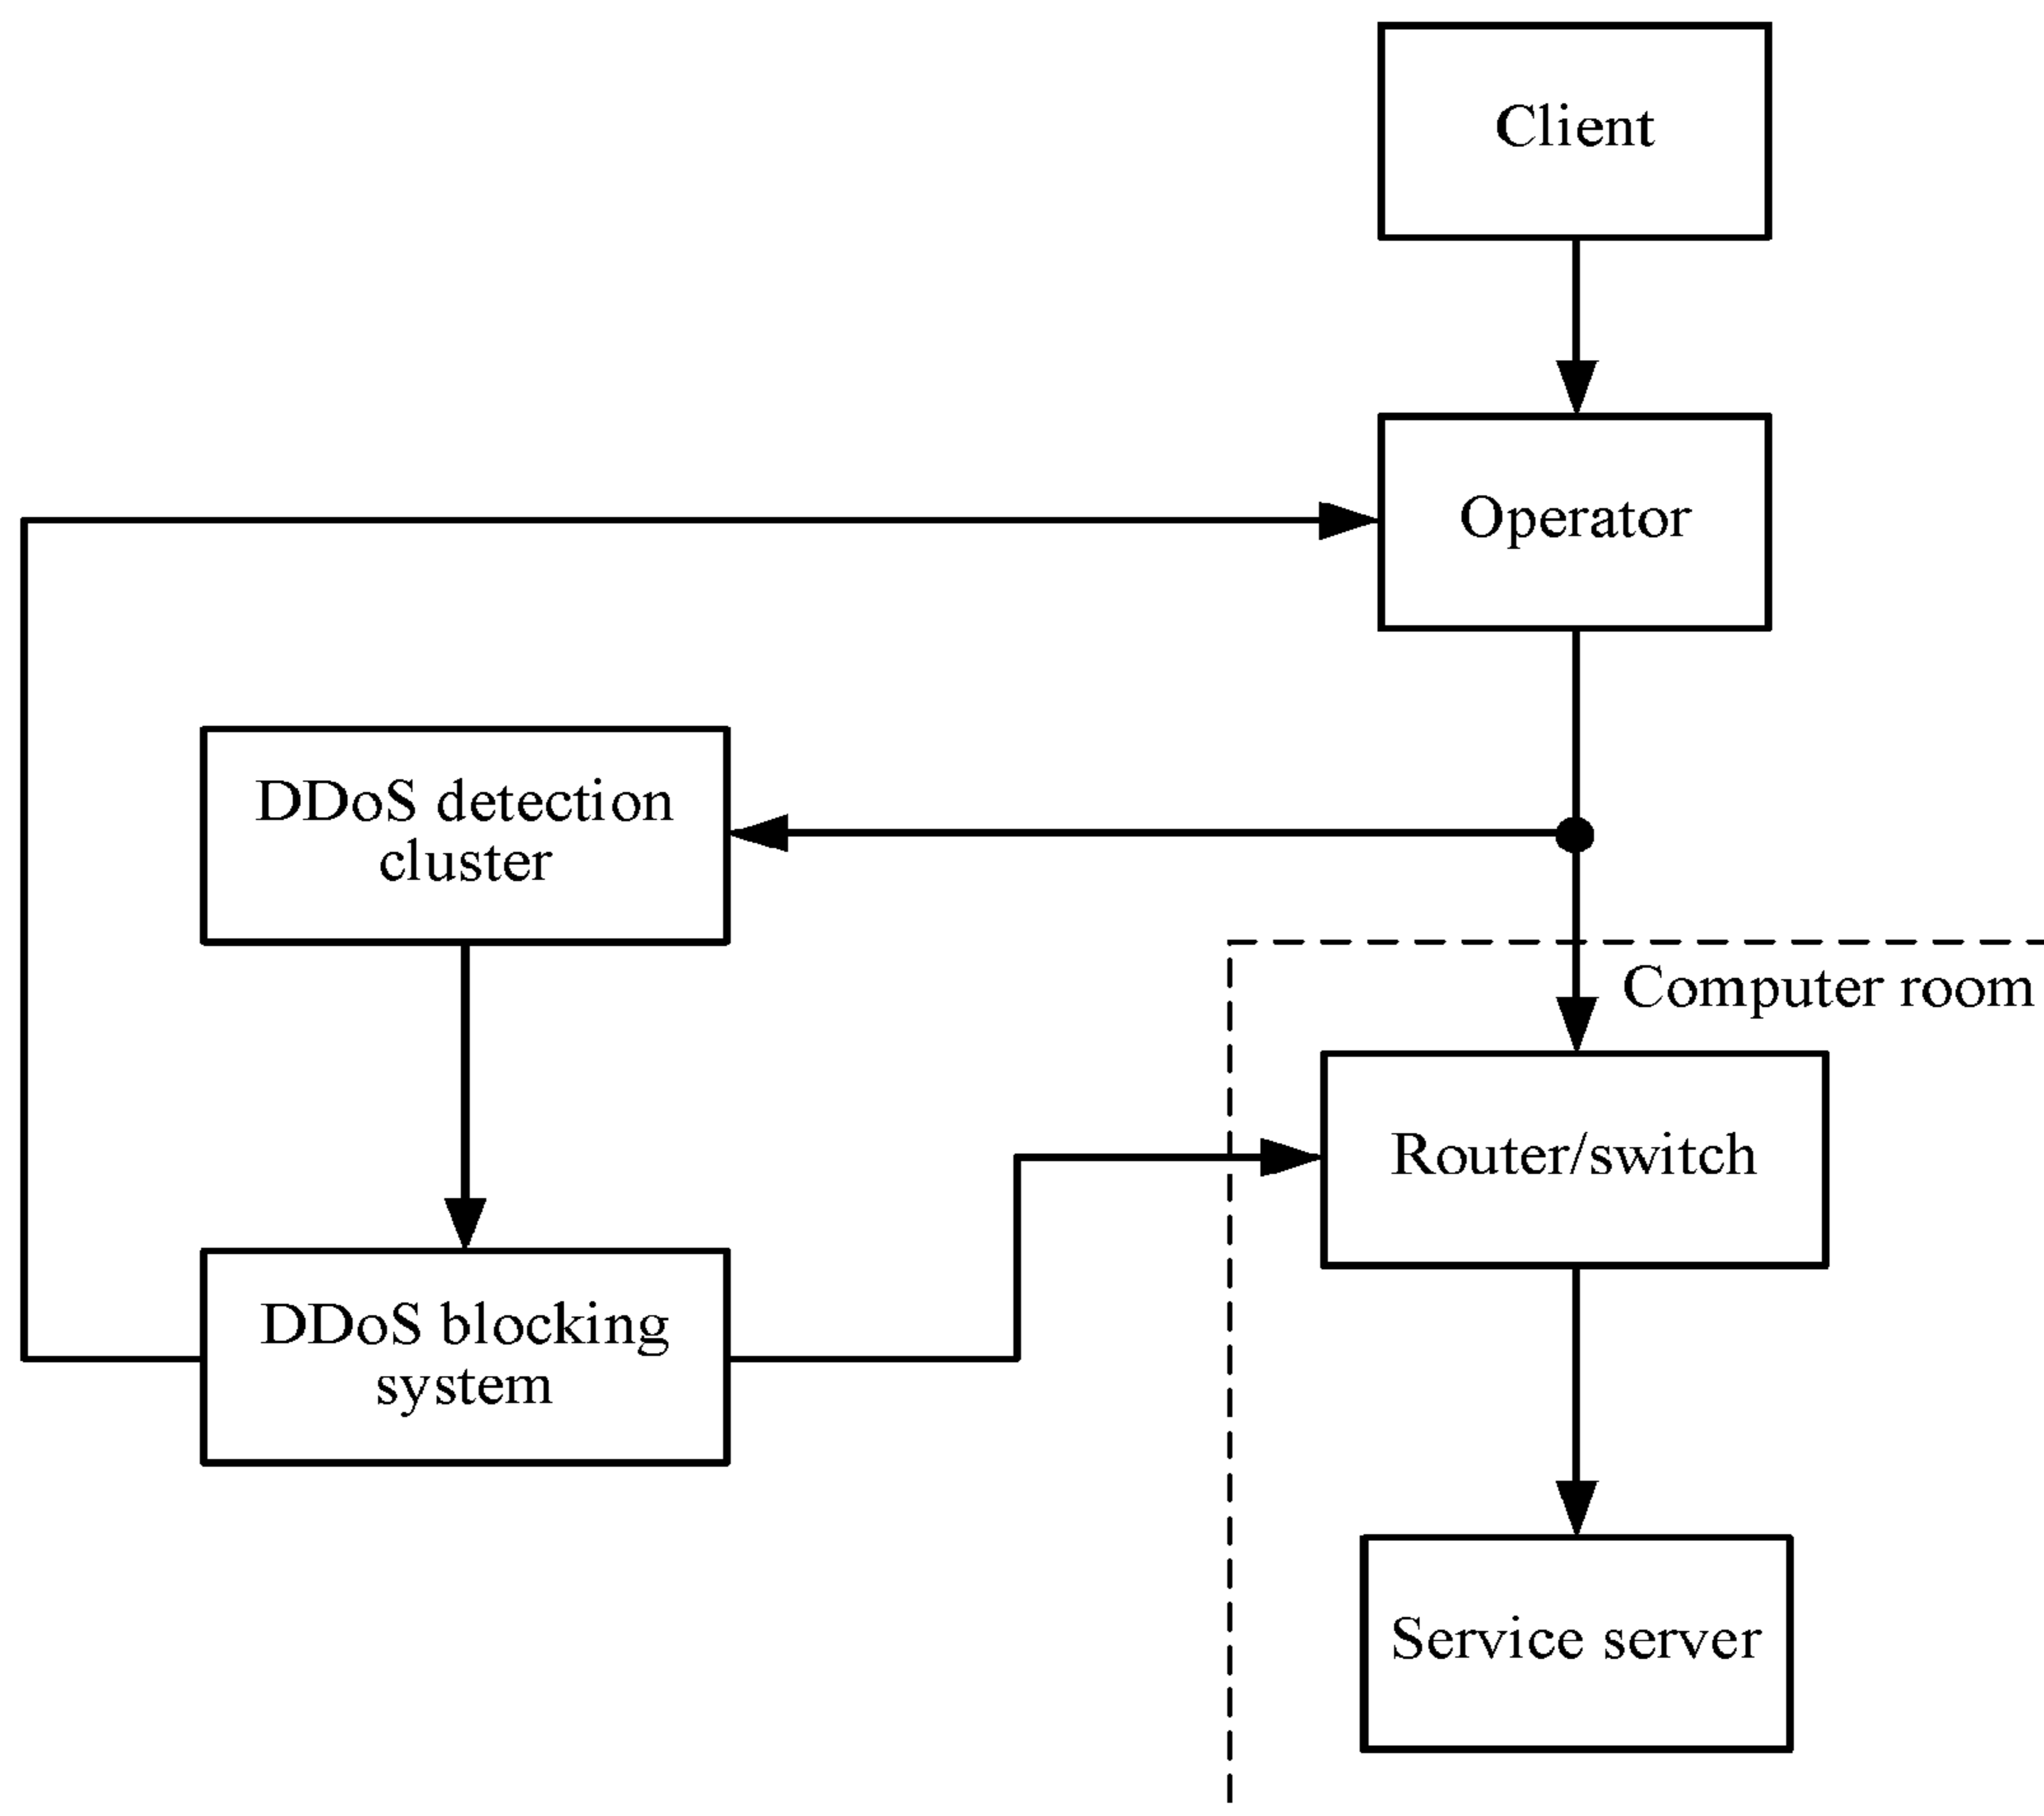 Client
Operator
DDoS detection
cluster
Computer room
Router/switch
DDoS blocking
system
Service server